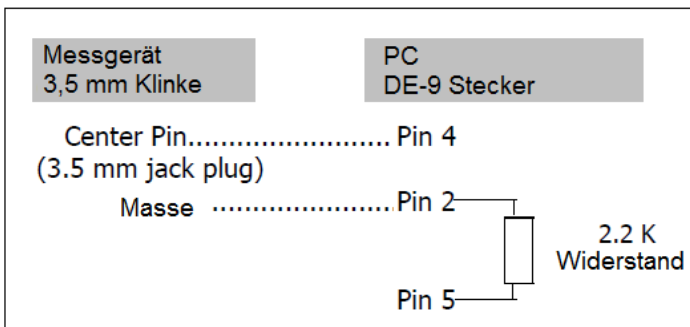 Messgerät
3,5 mm Klinke
PC
DE-9 Stecker
Center Pin......................... Pin 4
(3.5 mm jack plug)
Masse ......................Pin 2
2.2 K
Widerstand
Pin 5